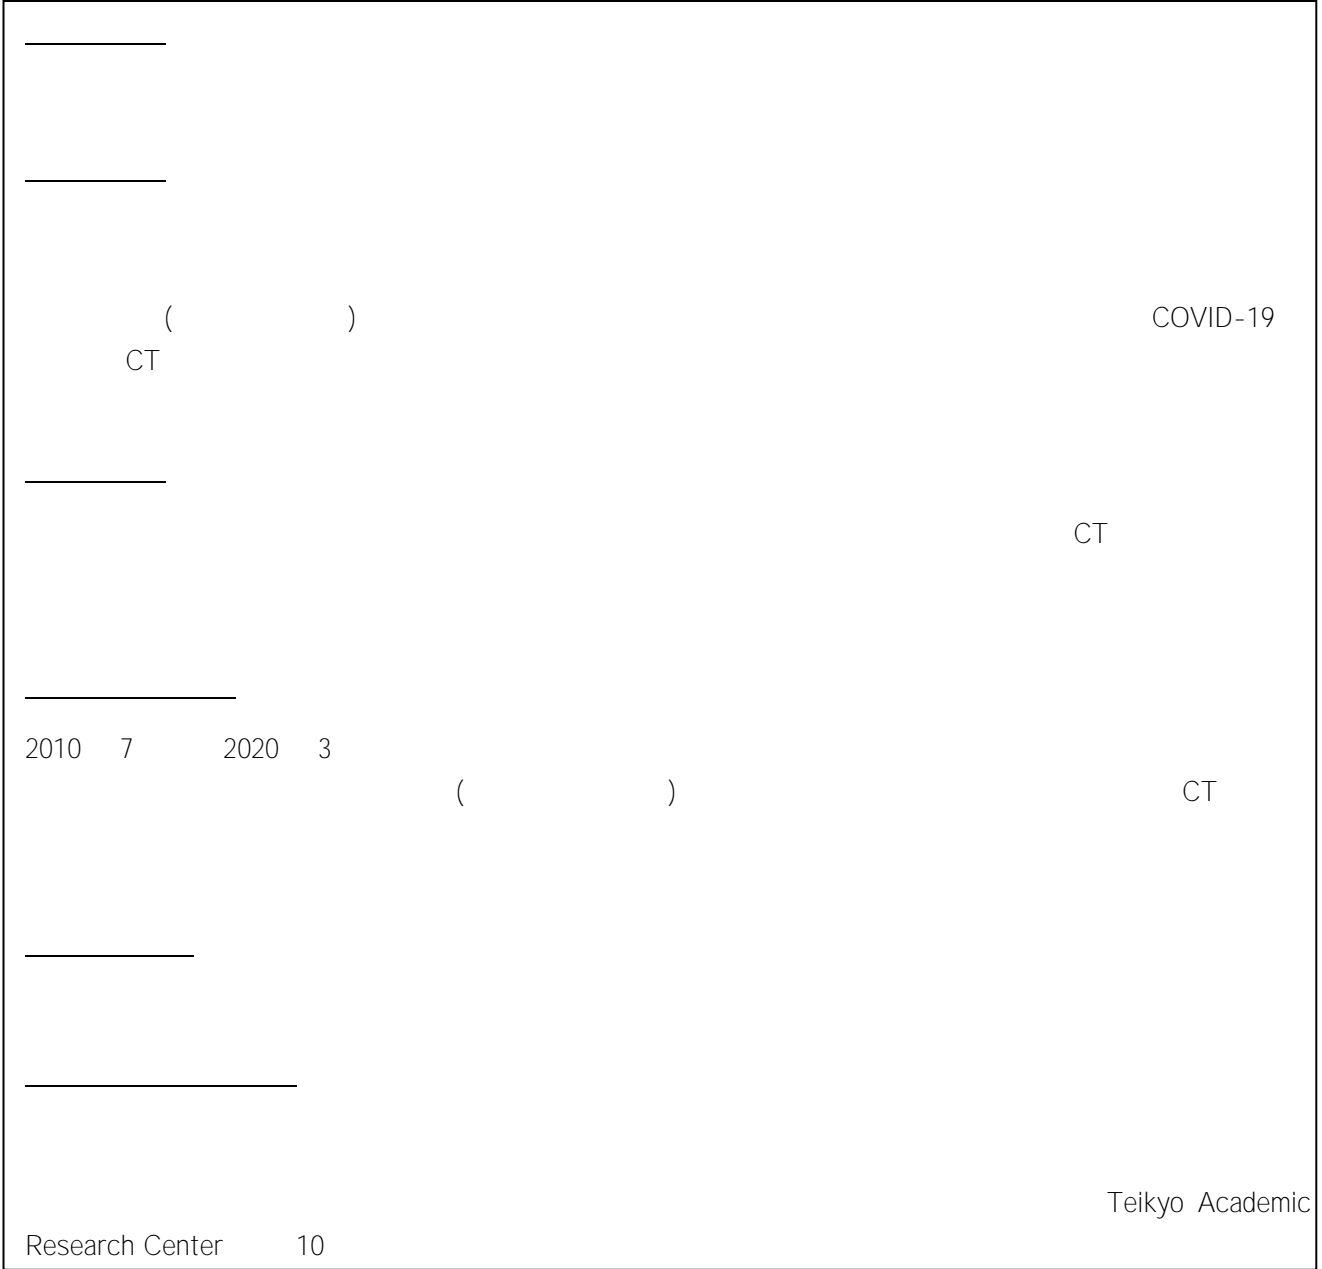 ( ) COVID-19
CT
CT
2010 7 2020 3
( ) CT
Teikyo Academic
Research Center 10